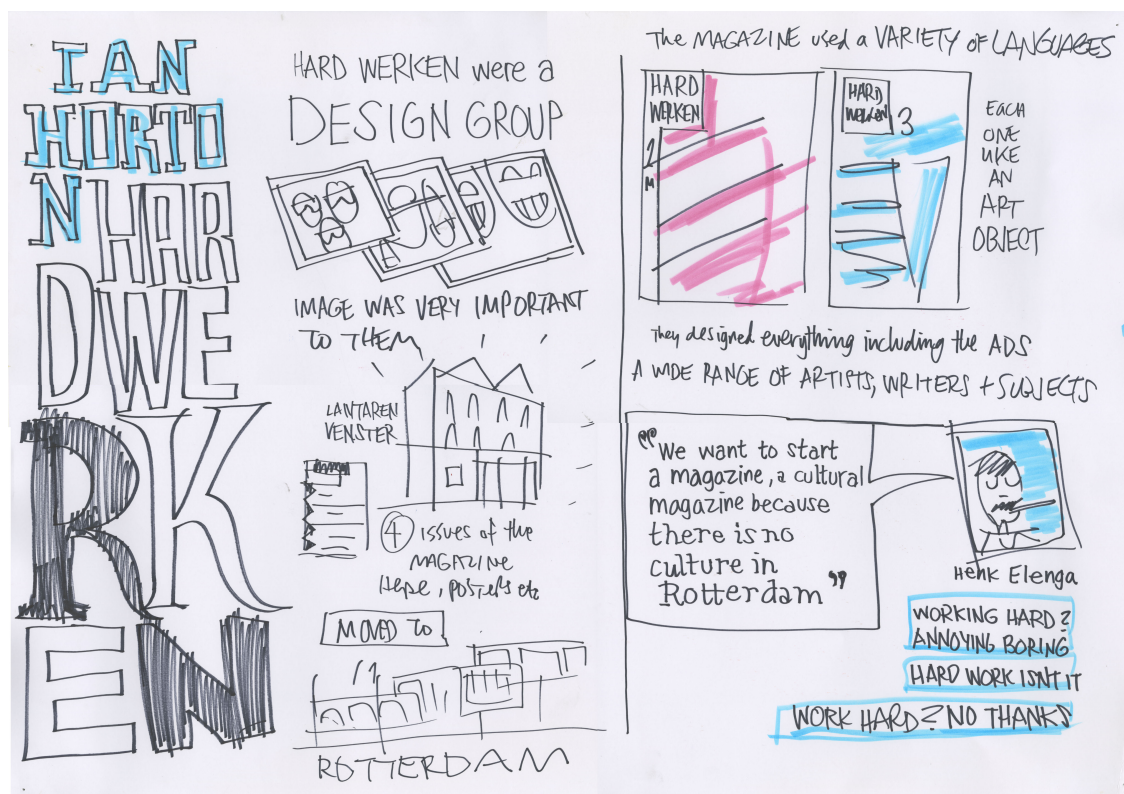 IAN
HORTO
N HAR
DWE
RK
EN
HARD WERKEN were a
DESIGN GROUP
IMAGE WAS VERY IMPORTANT
TO THEM
LANTAREN
VENSTER
4 issues of the
MAGAZINE
Here, posters etc
MOVED to
ROTTERDAM
The MAGAZINE used a VARIETY of LANGUAGES
HARD
WERKEN
1
HARD
WERKEN
3
EACH
ONE
LIKE
AN
ART
OBJECT
They designed everything including the ADS
A WIDE RANGE OF ARTISTS, WRITERS + SUBJECTS
"We want to start
a magazine, a cultural
magazine because
there is no
culture in
Rotterdam"
Henk Elenga
WORKING HARD?
ANNOYING BORING
HARD WORK ISNT IT
WORK HARD? NO THANKS